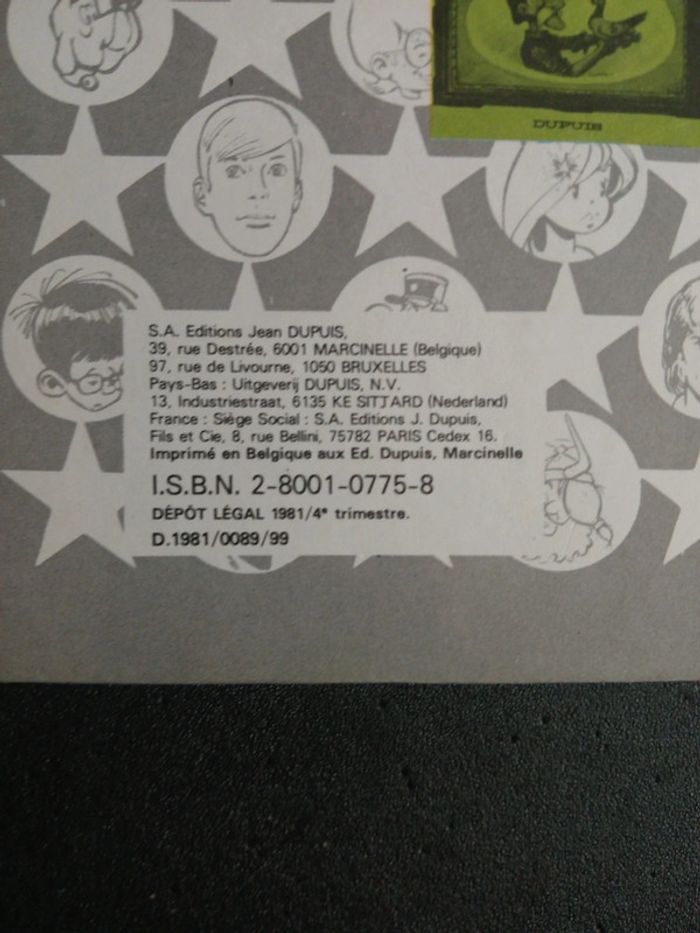 DUPUIS
S.A. Editions Jean DUPUIS,
39, rue Destrée, 6001 MARCINELLE (Belgique)
97, rue de Livourne, 1050 BRUXELLES
Pays-Bas : Uitgeverij DUPUIS, N.V.
13, Industriestraat, 6135 KE SITTARD (Nederland)
France : Siège Social : S.A. Editions J. Dupuis,
Fils et Cie, 8, rue Bellini, 75782 PARIS Cedex 16.
Imprimé en Belgique aux Ed. Dupuis, Marcinelle
I.S.B.N. 2-8001-0775-8
DÉPÔT LÉGAL 1981/4e trimestre.
D.1981/0089/99